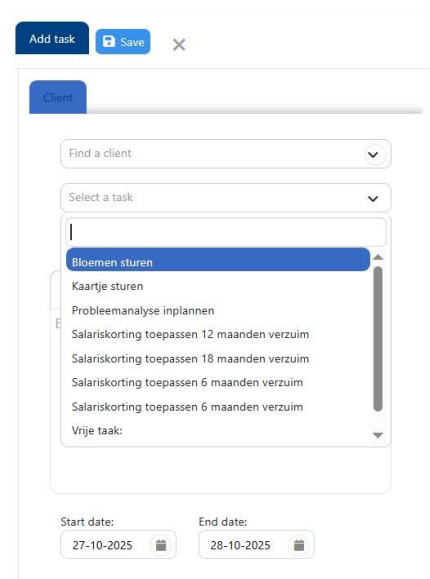 Add task
Save
Client
Find a client
Select a task
Bloemen sturen
Kaartje sturen
Probleemanalyse inplannen
Salariskorting toepassen 12 maanden verzuim
Salariskorting toepassen 18 maanden verzuim
Salariskorting toepassen 6 maanden verzuim
Salariskorting toepassen 6 maanden verzuim
Vrije taak:
Start date: End date:
27-10-2025 28-10-2025